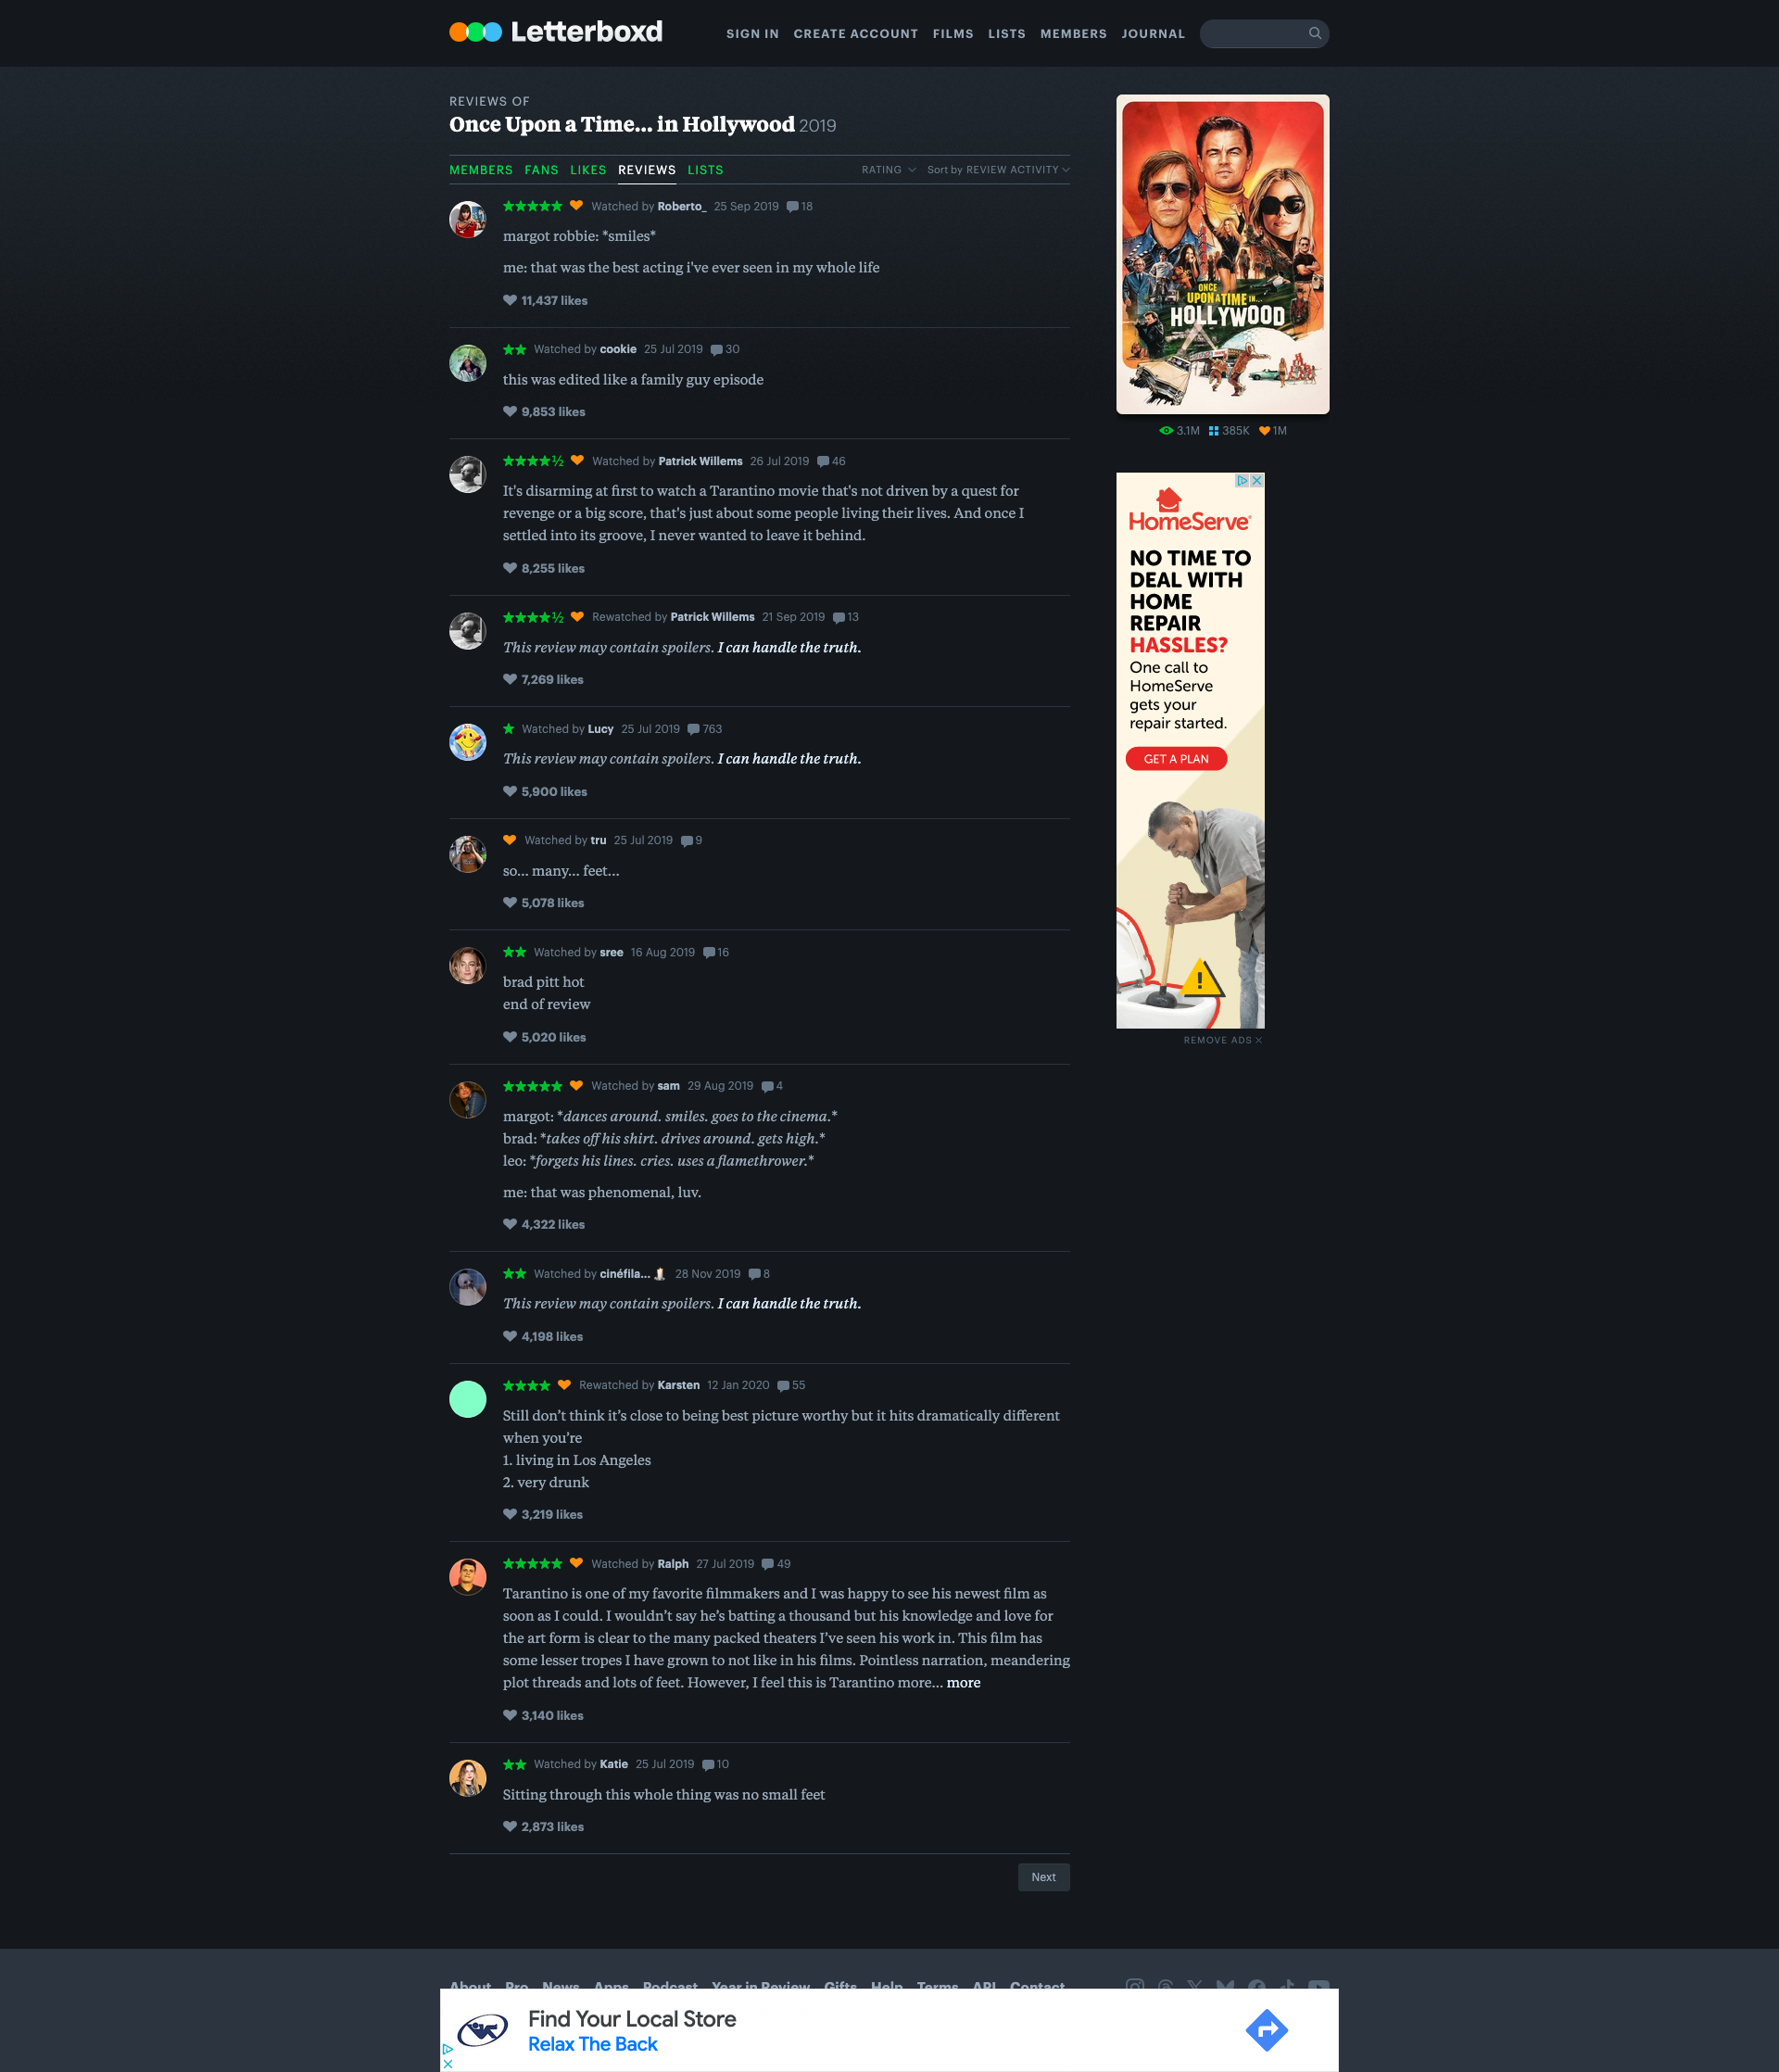 Letterboxd
SIGN IN CREATE ACCOUNT FILMS LISTS MEMBERS JOURNAL
REVIEWS OF
Once Upon a Time... in Hollywood 2019
MEMBERS FANS LIKES REVIEWS LISTS
RATING Sort by REVIEW ACTIVITY
★★★★★ Watched by Roberto_ 25 Sep 2019 18
margot robbie: *smiles*
me: that was the best acting i've ever seen in my whole life
11,437 likes
★★ Watched by cookie 25 Jul 2019 30
this was edited like a family guy episode
9,853 likes
★★★★½ Watched by Patrick Willems 26 Jul 2019 46
It's disarming at first to watch a Tarantino movie that's not driven by a quest for
revenge or a big score, that's just about some people living their lives. And once I
settled into its groove, I never wanted to leave it behind.
8,255 likes
★★★★½ Rewatched by Patrick Willems 21 Sep 2019 13
This review may contain spoilers. I can handle the truth.
7,269 likes
★ Watched by Lucy 25 Jul 2019 763
This review may contain spoilers. I can handle the truth.
5,900 likes
Watched by tru 25 Jul 2019 9
so... many... feet...
5,078 likes
★★ Watched by sree 16 Aug 2019 16
brad pitt hot
end of review
5,020 likes
★★★★★ Watched by sam 29 Aug 2019 4
margot: *dances around. smiles. goes to the cinema.*
brad: *takes off his shirt. drives around. gets high.*
leo: *forgets his lines. cries. uses a flamethrower.*
me: that was phenomenal, luv.
4,322 likes
★★ Watched by cinéfila... 28 Nov 2019 8
This review may contain spoilers. I can handle the truth.
4,198 likes
★★★★ Rewatched by Karsten 12 Jan 2020 55
Still don’t think it’s close to being best picture worthy but it hits dramatically different
when you’re
1. living in Los Angeles
2. very drunk
3,219 likes
★★★★★ Watched by Ralph 27 Jul 2019 49
Tarantino is one of my favorite filmmakers and I was happy to see his newest film as
soon as I could. I wouldn’t say he’s batting a thousand but his knowledge and love for
the art form is clear to the many packed theaters I’ve seen his work in. This film has
some lesser tropes I have grown to not like in his films. Pointless narration, meandering
plot threads and lots of feet. However, I feel this is Tarantino more... more
3,140 likes
★★ Watched by Katie 25 Jul 2019 10
Sitting through this whole thing was no small feet
2,873 likes
Next
ONCE
UPON A TIME IN...
HOLLYWOOD
3.1M 385K 1M
HomeServe
NO TIME TO
DEAL WITH
HOME
REPAIR
HASSLES?
One call to
HomeServe
gets your
repair started.
GET A PLAN
REMOVE ADS
About Pro News Apps Podcast Year in Review Gifts Help Terms API Contact
Find Your Local Store
Relax The Back